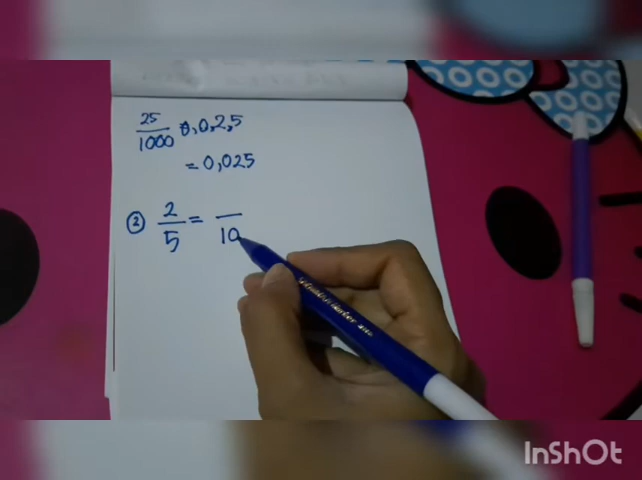 25/1000 0,0,2,5
= 0,025
② 2/5 = /10
InShOt